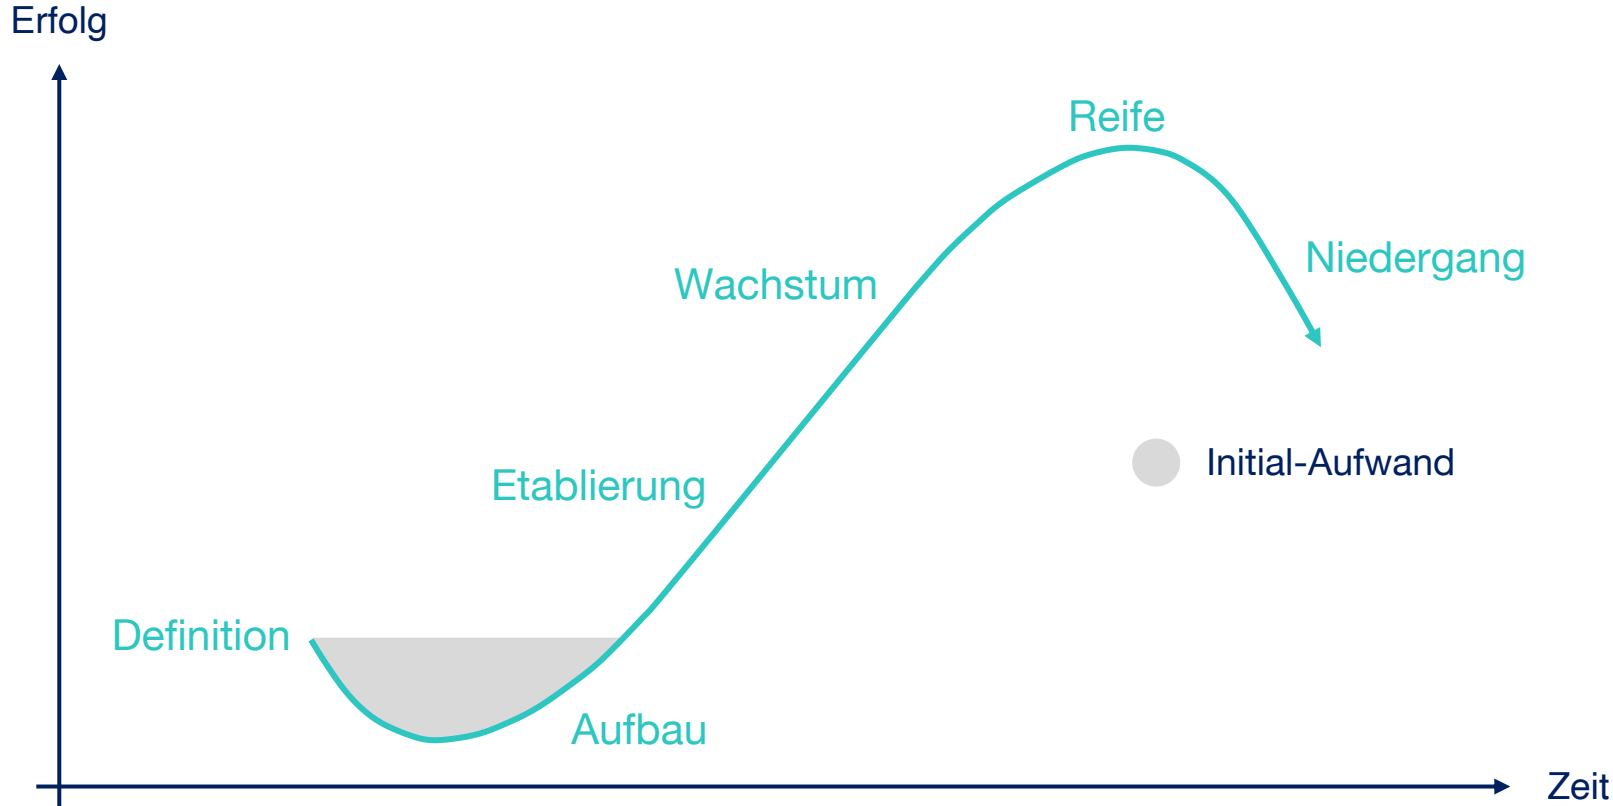 Erfolg
Reife
Niedergang
Wachstum
Initial-Aufwand
Etablierung
Definition
Aufbau
Zeit